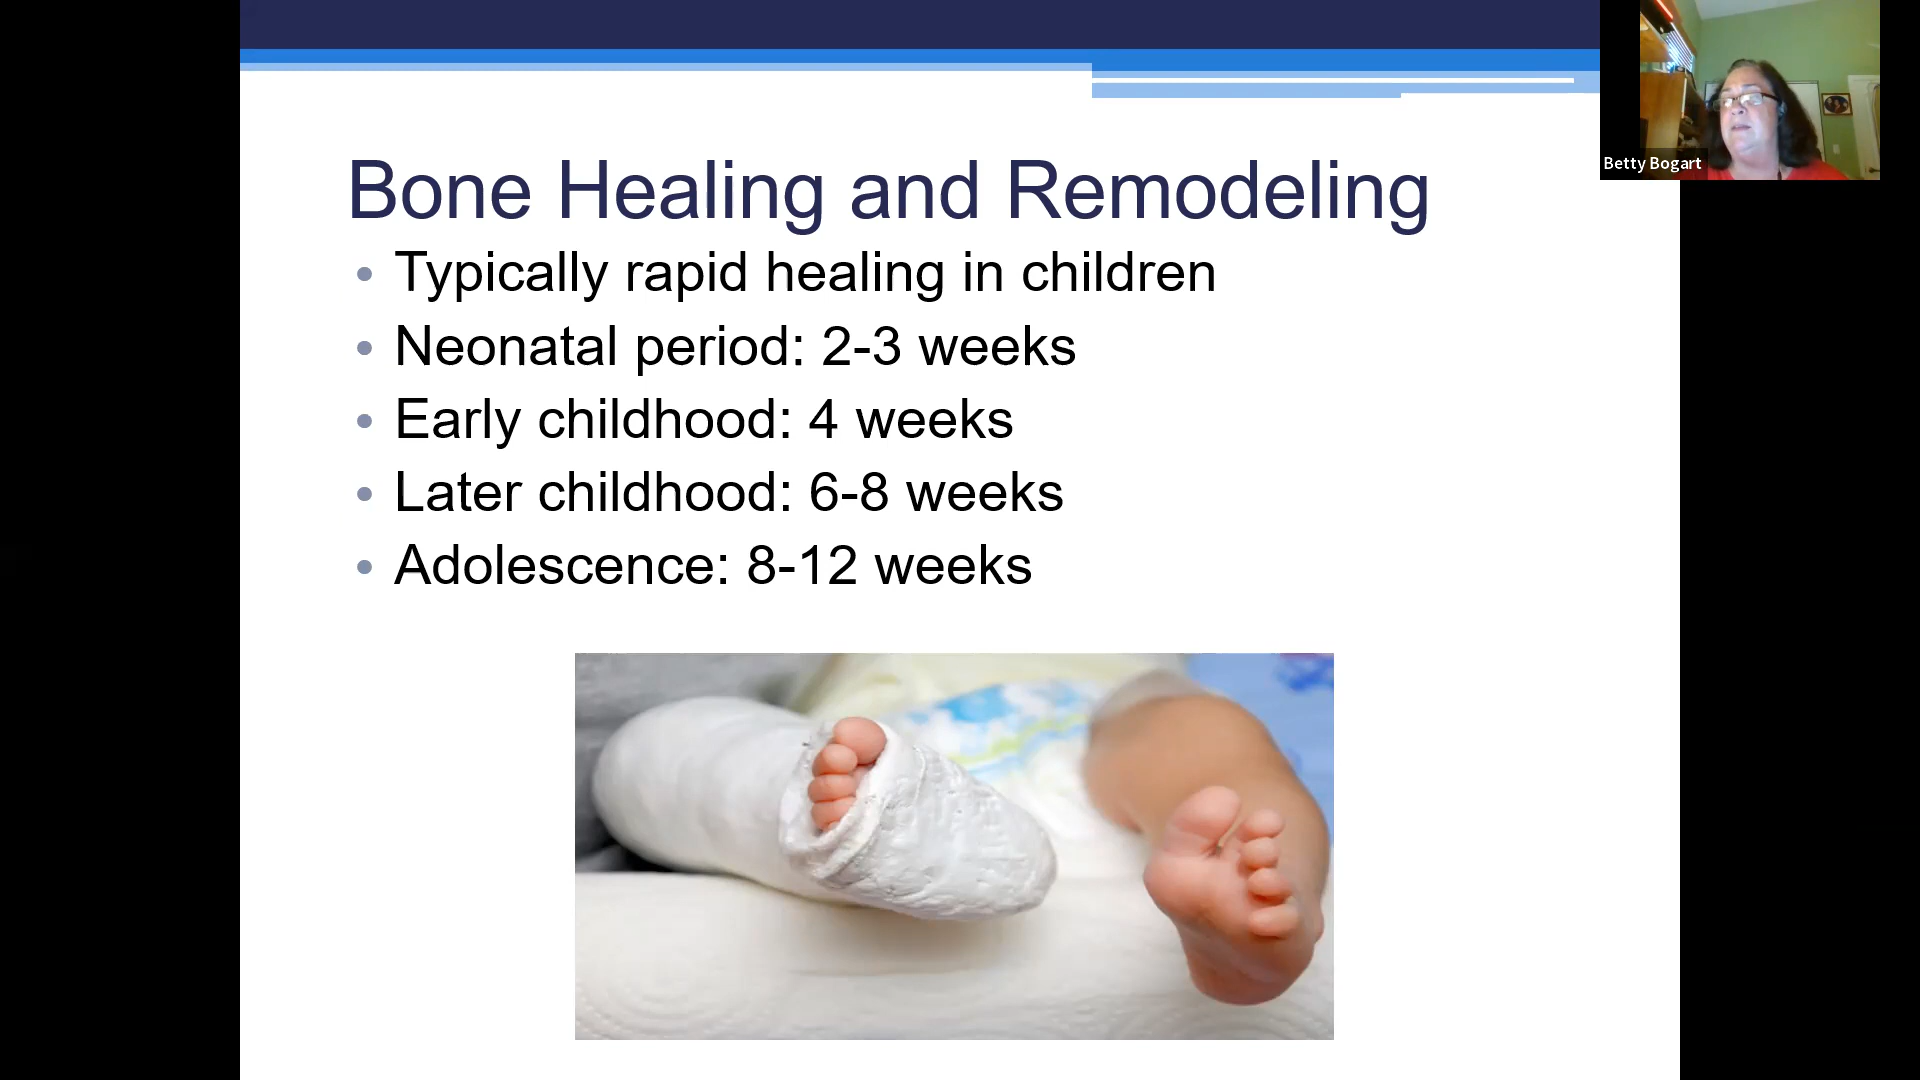 Betty Bogart
Bone Healing and Remodeling
• Typically rapid healing in children
• Neonatal period: 2-3 weeks
• Early childhood: 4 weeks
• Later childhood: 6-8 weeks
• Adolescence: 8-12 weeks